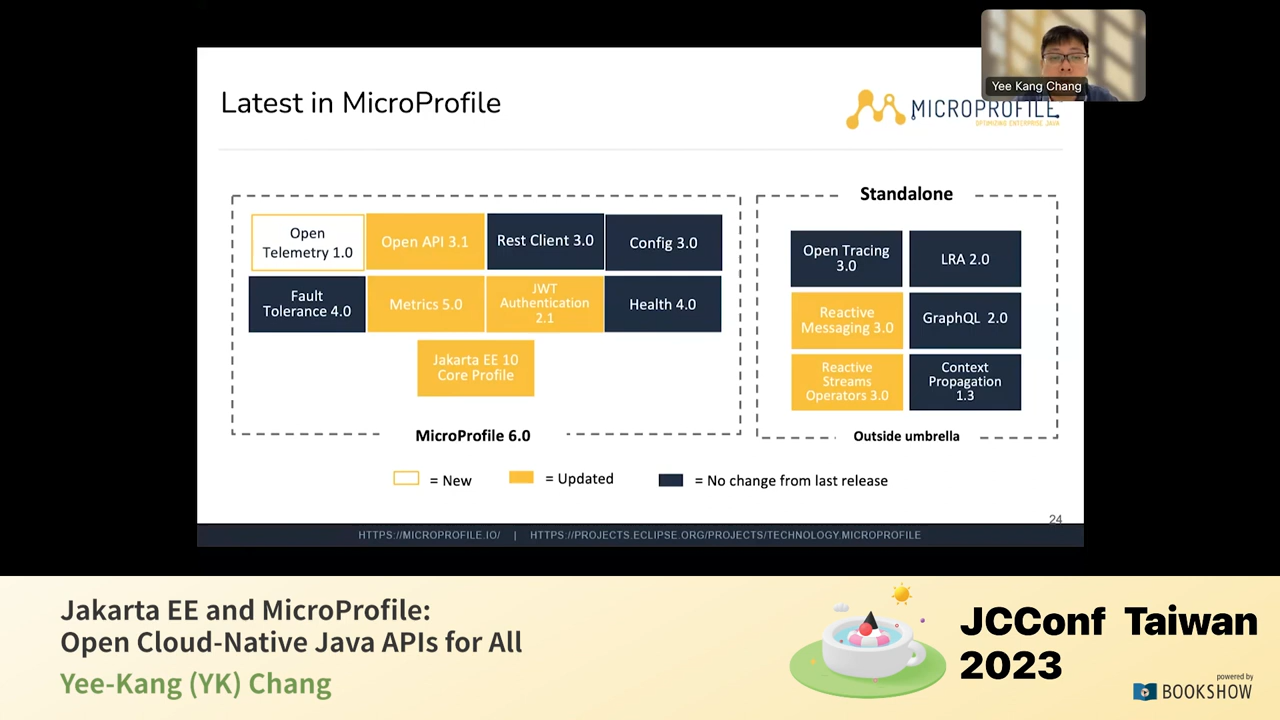 Yee Kang Chang
Latest in MicroProfile
MICROPROFILE
OPTIMIZING ENTERPRISE JAVA
Open
Telemetry 1.0
Open API 3.1
Rest Client 3.0
Config 3.0
Fault
Tolerance 4.0
Metrics 5.0
JWT
Authentication
2.1
Health 4.0
Jakarta EE 10
Core Profile
MicroProfile 6.0
Standalone
Open Tracing
3.0
LRA 2.0
Reactive
Messaging 3.0
GraphQL 2.0
Reactive
Streams
Operators 3.0
Context
Propagation
1.3
Outside umbrella
= New
= Updated
= No change from last release
24
HTTPS://MICROPROFILE.IO/ | HTTPS://PROJECTS.ECLIPSE.ORG/PROJECTS/TECHNOLOGY.MICROPROFILE
Jakarta EE and MicroProfile:
Open Cloud-Native Java APIs for All
Yee-Kang (YK) Chang
JCConf Taiwan
2023
powered by
BOOKSHOW